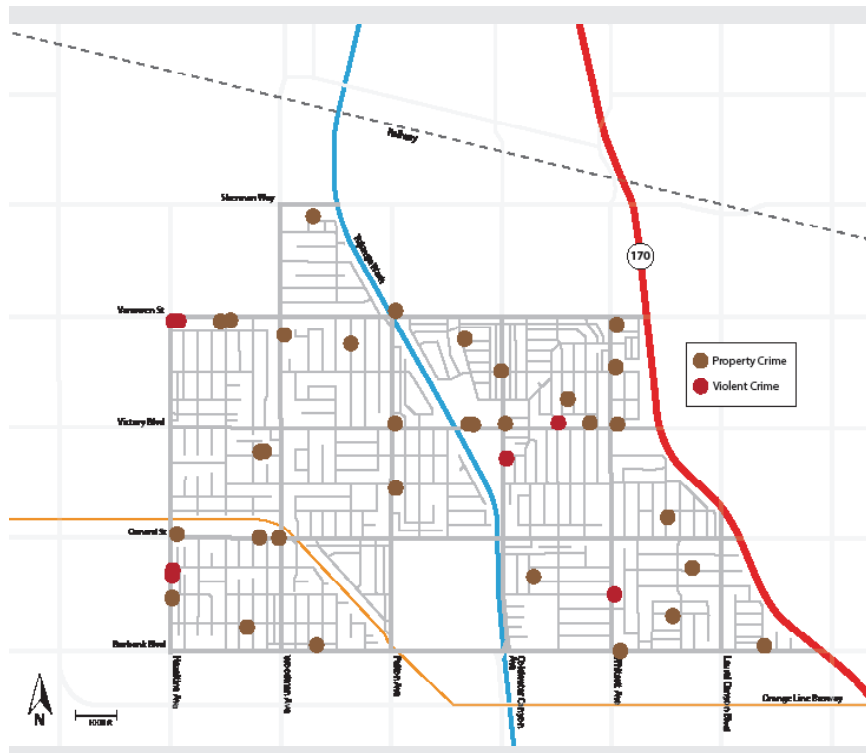 Railway
Sherman Way
Tujunga Wash
170
Vanowen St
Property Crime
Violent Crime
Victory Blvd
Oxnard St
Burbank Blvd
Hazeltine Ave
Woodman Ave
Fulton Ave
Coldwater Canyon
Ave
Whitsett Ave
Laurel Canyon Blvd
Orange Line Busway
N